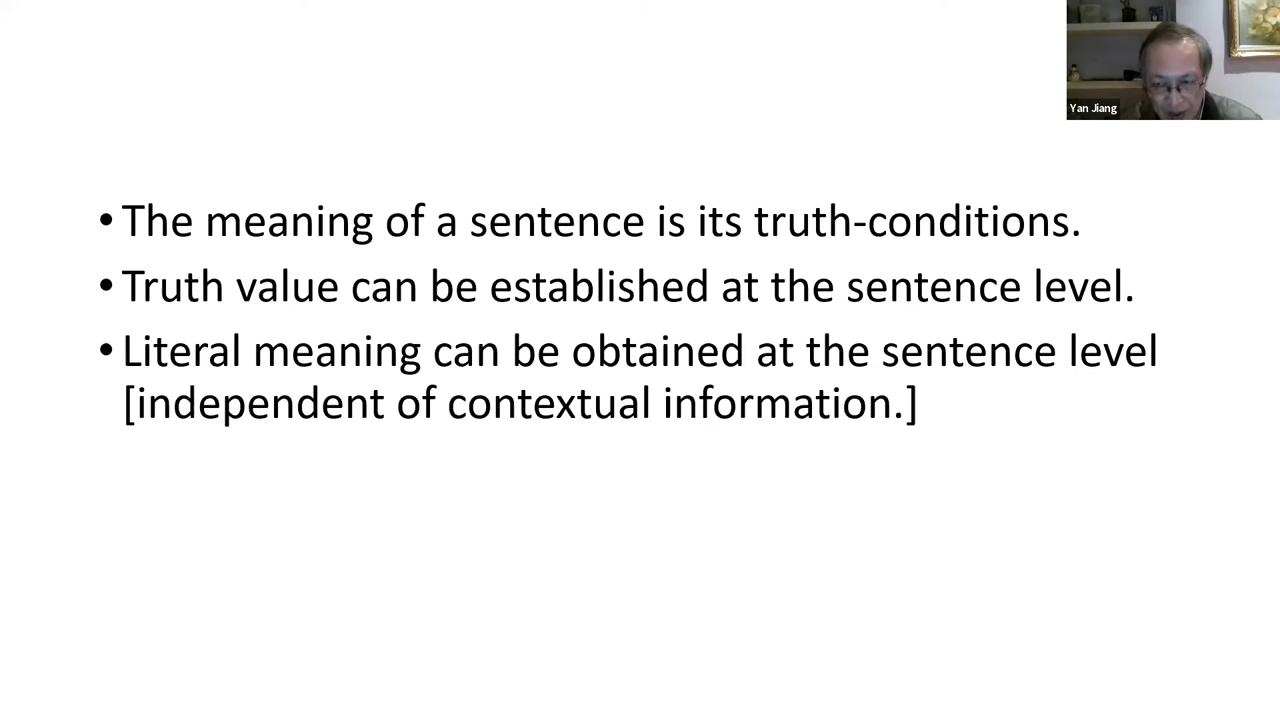 Yan Jiang
• The meaning of a sentence is its truth-conditions.
• Truth value can be established at the sentence level.
• Literal meaning can be obtained at the sentence level
[independent of contextual information.]